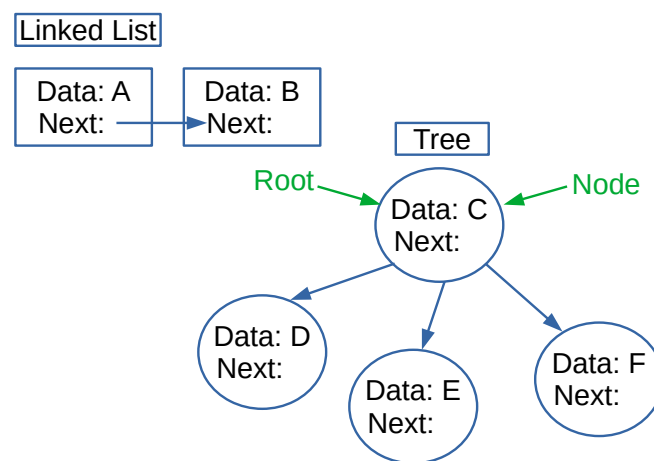 Linked List
Data: A
Next:
Data: B
Next:
Tree
Root
Node
Data: C
Next:
Data: D
Next:
Data: E
Next:
Data: F
Next: